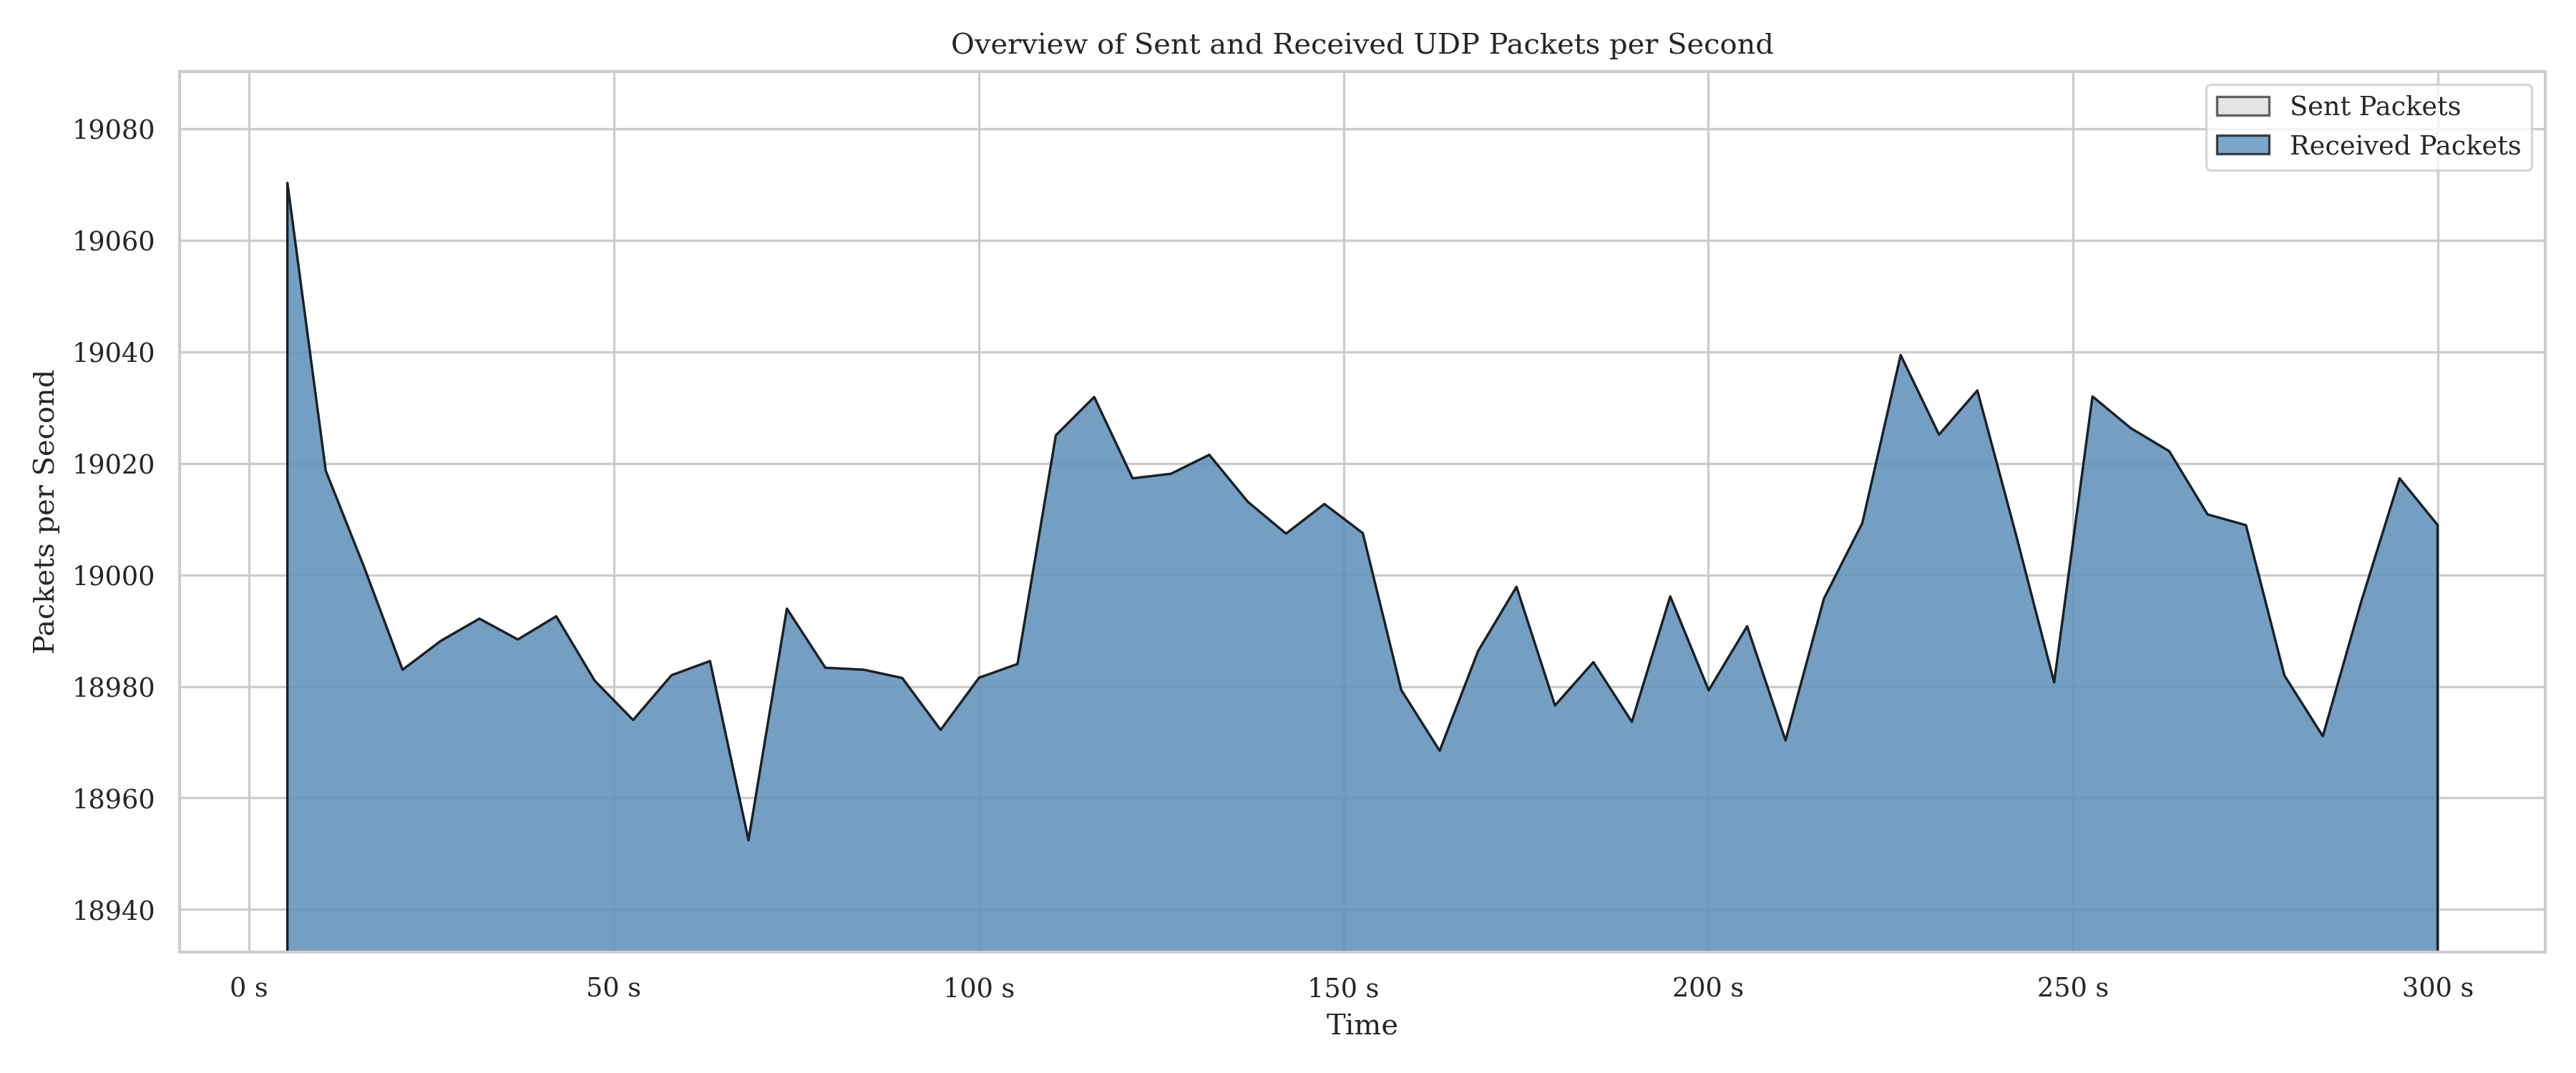 Overview of Sent and Received UDP Packets per Second
Sent Packets
Received Packets
Packets per Second
19080
19060
19040
19020
19000
18980
18960
18940
0 s
50 s
100 s
150 s
200 s
250 s
300 s
Time